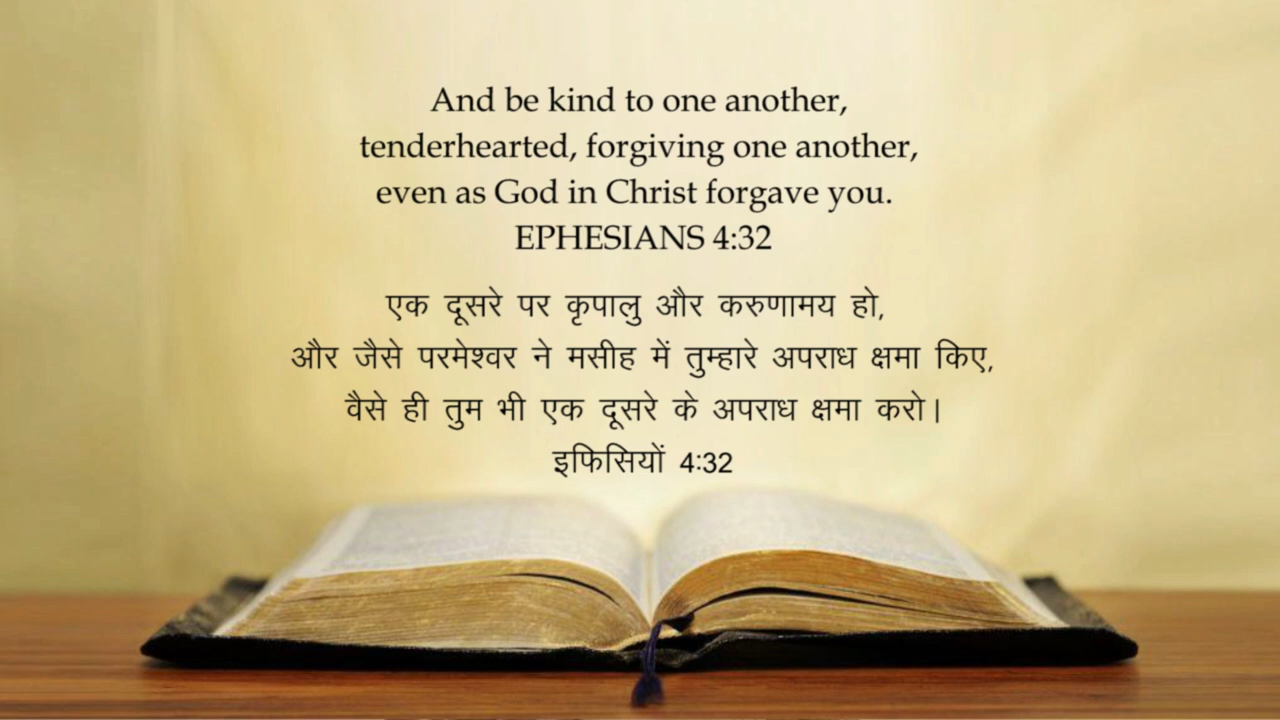 And be kind to one another,
tenderhearted, forgiving one another,
even as God in Christ forgave you.
EPHESIANS 4:32
एक दूसरे पर कृपालु और करुणामय हो,
और जैसे परमेश्वर ने मसीह में तुम्हारे अपराध क्षमा किए,
वैसे ही तुम भी एक दूसरे के अपराध क्षमा करो।
इफिसियों 4:32